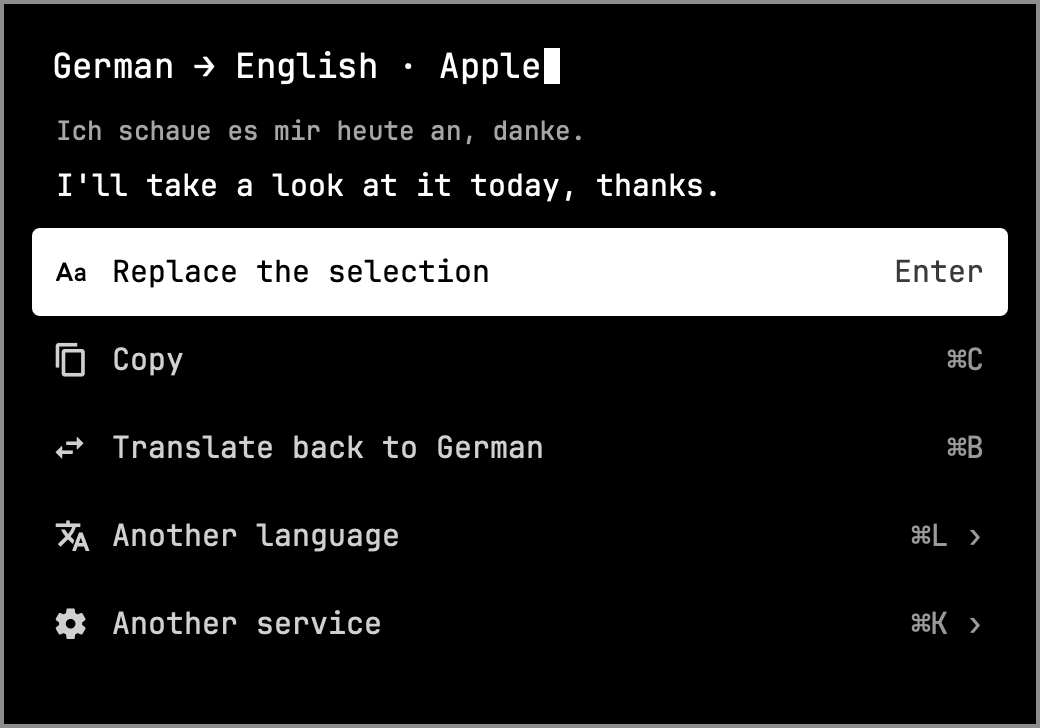 German → English · Apple
Ich schaue es mir heute an, danke.
I'll take a look at it today, thanks.
Aa Replace the selection Enter
Copy ⌘C
Translate back to German ⌘B
Another language ⌘L ›
Another service ⌘K ›